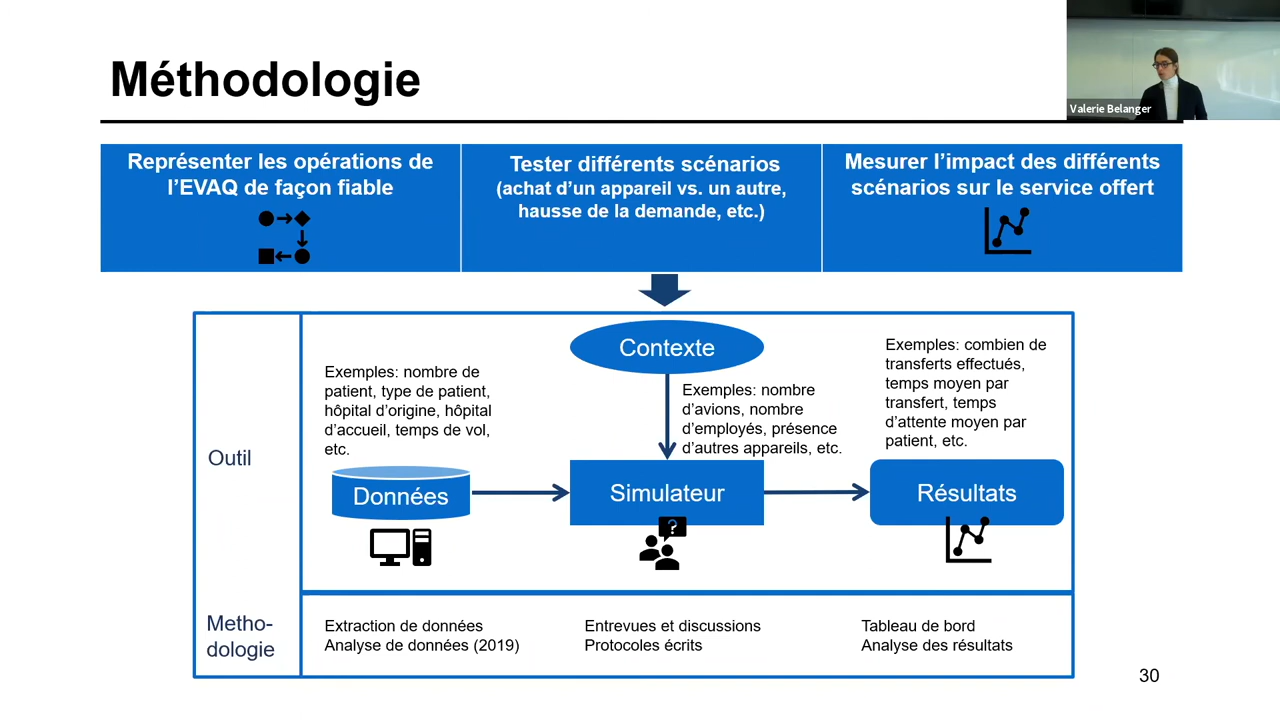 Méthodologie
Valerie Belanger
Représenter les opérations de
l'EVAQ de façon fiable
Tester différents scénarios
(achat d'un appareil vs. un autre,
hausse de la demande, etc.)
Mesurer l'impact des différents
scénarios sur le service offert
Outil
Exemples: nombre de
patient, type de patient,
hôpital d'origine, hôpital
d'accueil, temps de vol,
etc.
Données
Contexte
Exemples: nombre
d'avions, nombre
d'employés, présence
d'autres appareils, etc.
Simulateur
?
Exemples: combien de
transferts effectués,
temps moyen par
transfert, temps
d'attente moyen par
patient, etc.
Résultats
Metho-
dologie
Extraction de données
Analyse de données (2019)
Entrevues et discussions
Protocoles écrits
Tableau de bord
Analyse des résultats
30